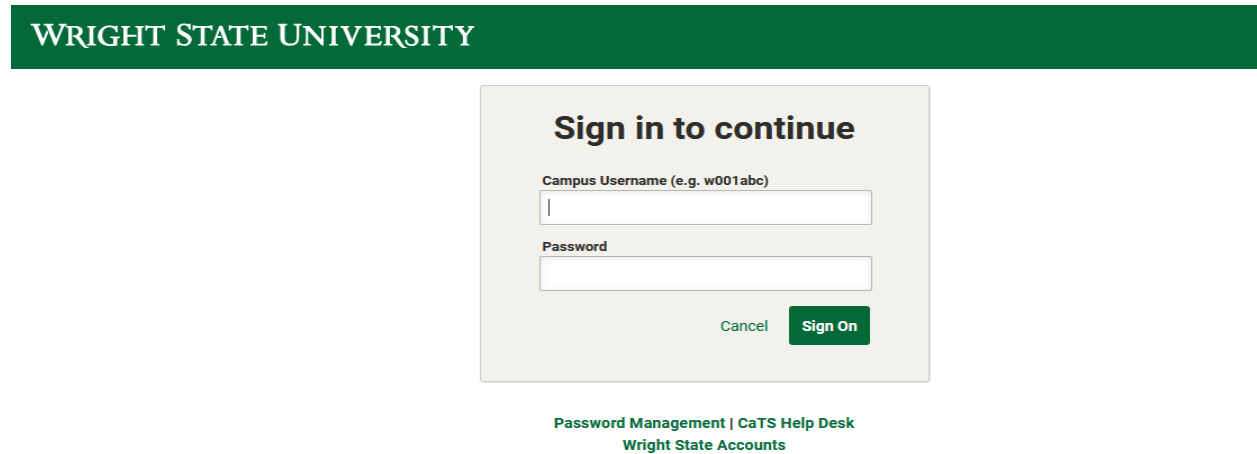 WRIGHT STATE UNIVERSITY
Sign in to continue
Campus Username (e.g. w001abc)
Password
Cancel Sign On
Password Management | CaTS Help Desk
Wright State Accounts